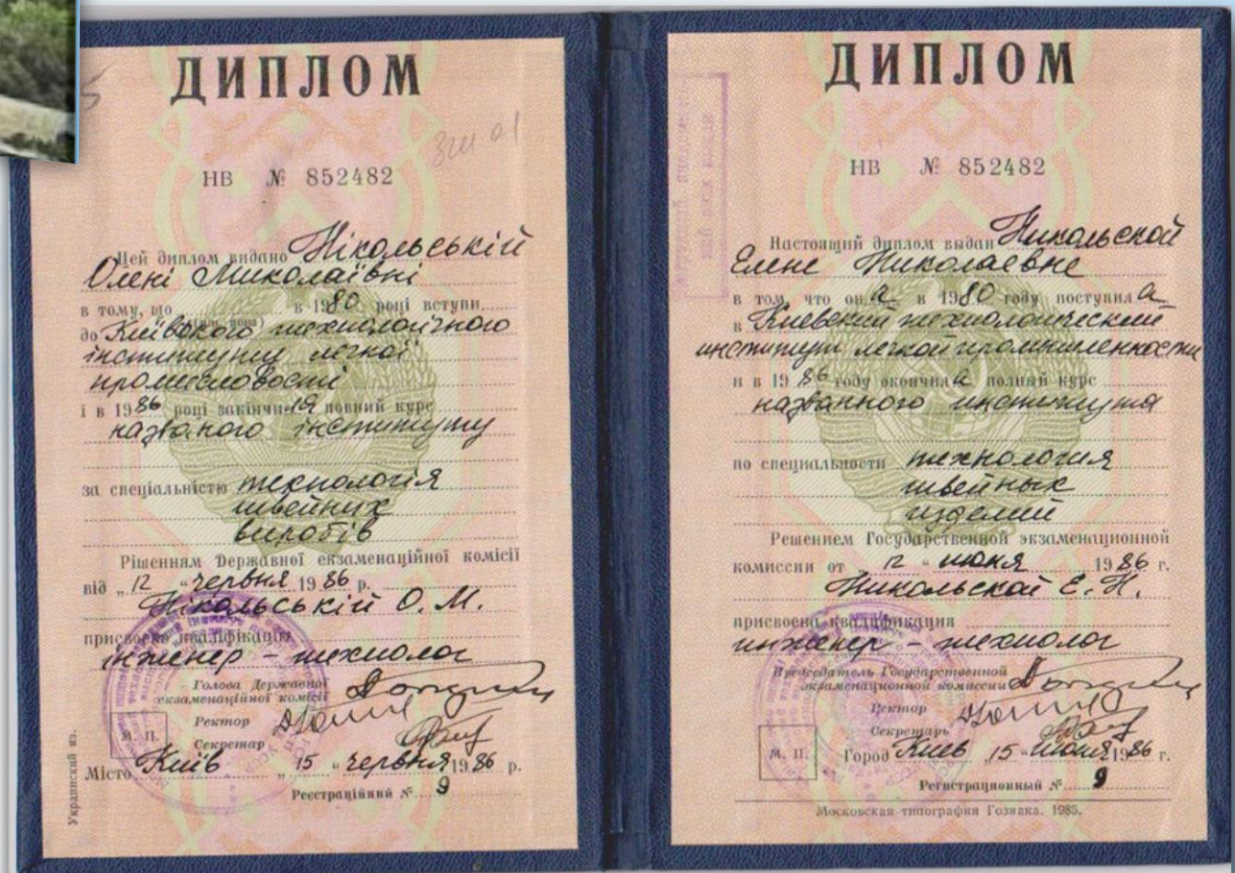 ДИПЛОМ
НВ № 852482
Цей диплом видано Нікольській
Олені Миколаївні
в тому, що в 1980 році вступи
до Київського технологічного
інституту легкої
промисловості
і в 1986 році закінчила повний курс
названого інституту
за спеціальністю технологія
швейних
виробів
Рішенням Державної екзаменаційної комісії
від „12" червня 1986 р.
Нікольській О. М.
присвоєно кваліфікацію
інженер - технолог
Голова Державної
екзаменаційної комісії
Ректор
Секретар
М. П.
Місто Київ „15" червня 1986 р.
Реєстраційний № 9
Украинский яз.
ДИПЛОМ
НВ № 852482
Настоящий диплом выдан Никольской
Елене Николаевне
в том, что она в 1980 году поступила
в Киевский технологический
институт легкой промышленности
и в 1986 году окончила полный курс
названного института
по специальности технология
швейных
изделий
Решением Государственной экзаменационной
комиссии от 12 июня 1986 г.
Никольской Е. Н.
присвоена квалификация
инженер - технолог
Председатель Государственной
экзаменационной комиссии
Ректор
Секретарь
М. П.
Город Киев 15 июня 1986 г.
Регистрационный № 9
Московская типография Гознака. 1985.